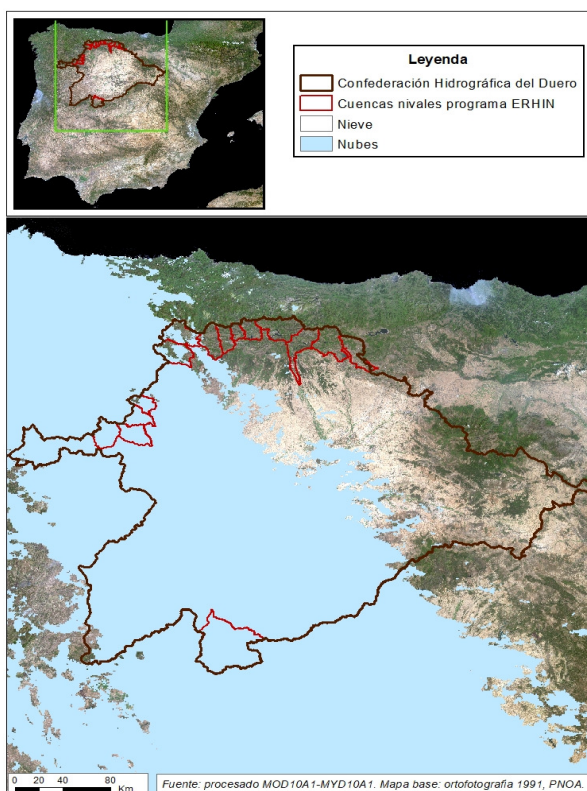 Leyenda
Confederación Hidrográfica del Duero
Cuencas nivales programa ERHIN
Nieve
Nubes
0 20 40 80
Km
Fuente: procesado MOD10A1-MYD10A1. Mapa base: ortofotografia 1991, PNOA.